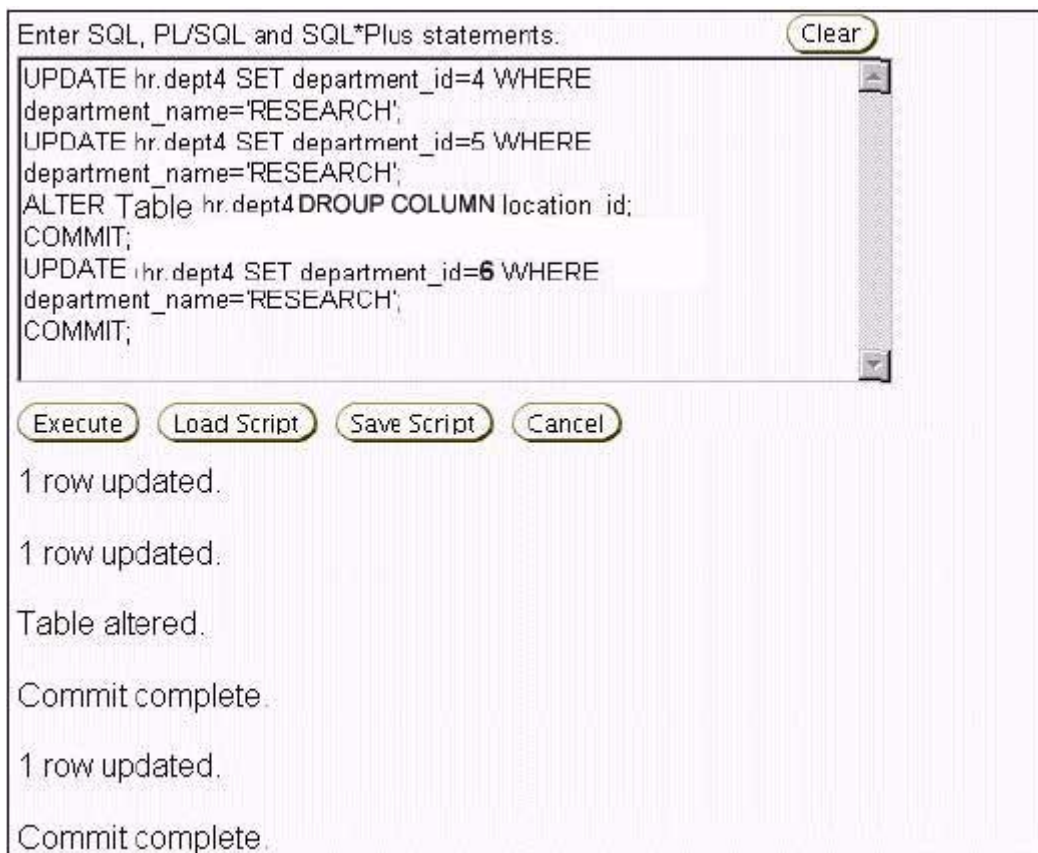 Enter SQL, PL/SQL and SQL*Plus statements.
Clear
UPDATE hr.dept4 SET department_id=4 WHERE
department_name='RESEARCH';
UPDATE hr.dept4 SET department_id=5 WHERE
department_name='RESEARCH';
ALTER Table hr.dept4 DROUP COLUMN location_id;
COMMIT;
UPDATE hr.dept4 SET department_id=6 WHERE
department_name='RESEARCH';
COMMIT;
Execute Load Script Save Script Cancel
1 row updated.
1 row updated.
Table altered.
Commit complete.
1 row updated.
Commit complete.